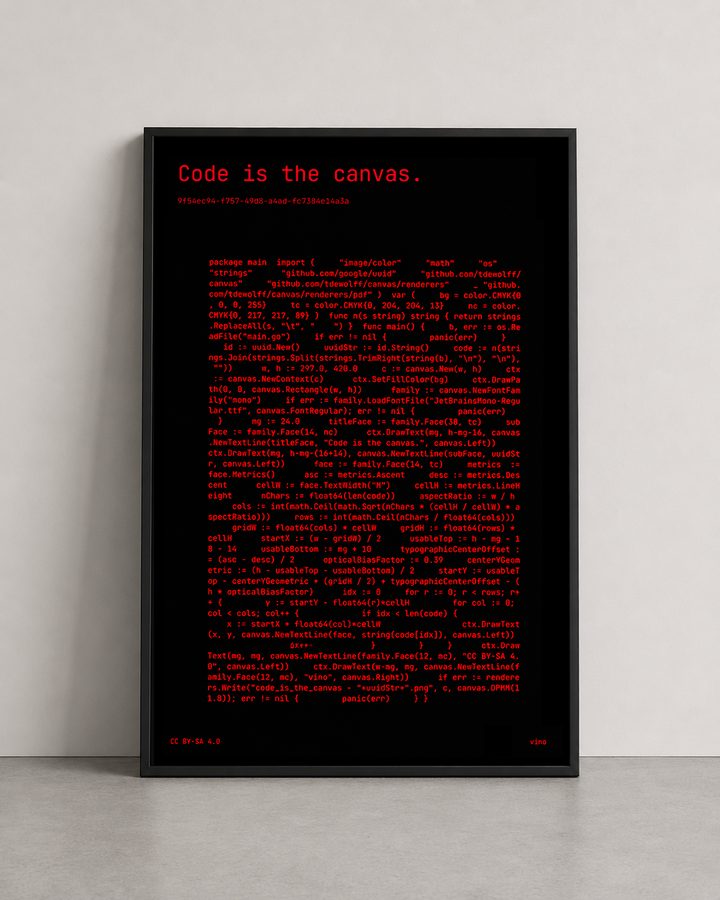 Code is the canvas.
9f54ec94-f757-49d8-a4ad-fc7384e14a3a
package main  import {     "image/color"     "math"     "os"
"strings"      "github.com/google/uuid"     "github.com/tdewolff/
canvas"     "github.com/tdewolff/canvas/renderers"     _ "github.
com/tdewolff/canvas/renderers/pdf" )  var (     bg = color.CMYK{0
, 0, 0, 255}     tc = color.CMYK{0, 204, 204, 13}     nc = color.
CMYK{0, 217, 217, 89} )  func n(s string) string { return strings
.ReplaceAll(s, "\t", "    ") }  func main() {     b, err := os.Re
adFile("main.go")     if err != nil {         panic(err)     }
   id := uuid.New()     uuidStr := id.String()     code := n(stri
ngs.Join(strings.Split(strings.TrimRight(string(b), "\n"), "\n"),
 ""))     w, h := 297.0, 420.0     c := canvas.New(w, h)     ctx
 := canvas.NewContext(c)     ctx.SetFillColor(bg)     ctx.DrawPa
th(0, 0, canvas.Rectangle(w, h))      family := canvas.NewFontFam
ily("mono")     if err := family.LoadFontFile("JetBrainsMono-Regu
lar.ttf", canvas.FontRegular); err != nil {         panic(err)
  }     mg := 24.0     titleFace := family.Face(38, tc)     sub
Face := family.Face(14, nc)     ctx.DrawText(mg, h-mg-16, canvas
.NewTextLine(titleFace, "Code is the canvas.", canvas.Left))
ctx.DrawText(mg, h-mg-(16+14), canvas.NewTextLine(subFace, uuidSt
r, canvas.Left))      face := family.Face(14, tc)     metrics :=
face.Metrics()     asc := metrics.Ascent     desc := metrics.Des
cent     cellW := face.TextWidth("M")     cellH := metrics.LineH
eight      nChars := float64(len(code))     aspectRatio := w / h
     cols := int(math.Ceil(math.Sqrt(nChars * (cellH / cellW) * a
spectRatio)))     rows := int(math.Ceil(nChars / float64(cols)))
     gridW := float64(cols) * cellW     gridH := float64(rows) *
cellH     startX := (w - gridW) / 2     usableTop := h - mg - 1
8 - 14     usableBottom := mg + 10      typographicCenterOffset :
= (asc - desc) / 2     opticalBiasFactor := 0.39     centerYGeom
etric := (h - usableTop - usableBottom) / 2     startY := usableT
op - centerYGeometric + (gridH / 2) + typographicCenterOffset - (
h * opticalBiasFactor)      idx := 0     for r := 0; r < rows; r+
+ {         y := startY - float64(r)*cellH         for col := 0;
col < cols; col++ {             if idx < len(code) {
    x := startX + float64(col)*cellW                 ctx.DrawText
(x, y, canvas.NewTextLine(face, string(code[idx]), canvas.Left))
                 idx++             }         }     }      ctx.Draw
Text(mg, mg, canvas.NewTextLine(family.Face(12, nc), "CC BY-SA 4.
0", canvas.Left))     ctx.DrawText(w-mg, mg, canvas.NewTextLine(f
amily.Face(12, nc), "vino", canvas.Right))      if err := rendere
rs.Write("code_is_the_canvas - "+uuidStr+".png", c, canvas.DPMM(1
1.8)); err != nil {         panic(err)     } }
CC BY-SA 4.0
vino